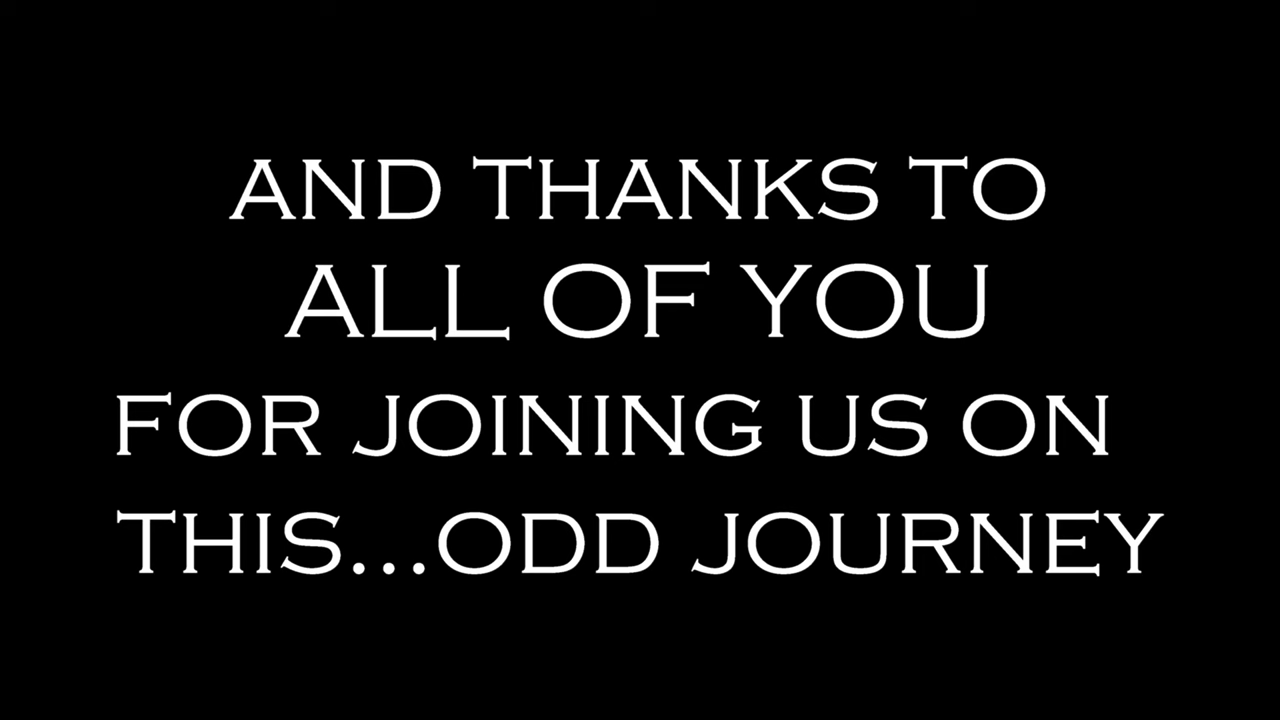 AND THANKS TO
ALL OF YOU
FOR JOINING US ON
THIS...ODD JOURNEY